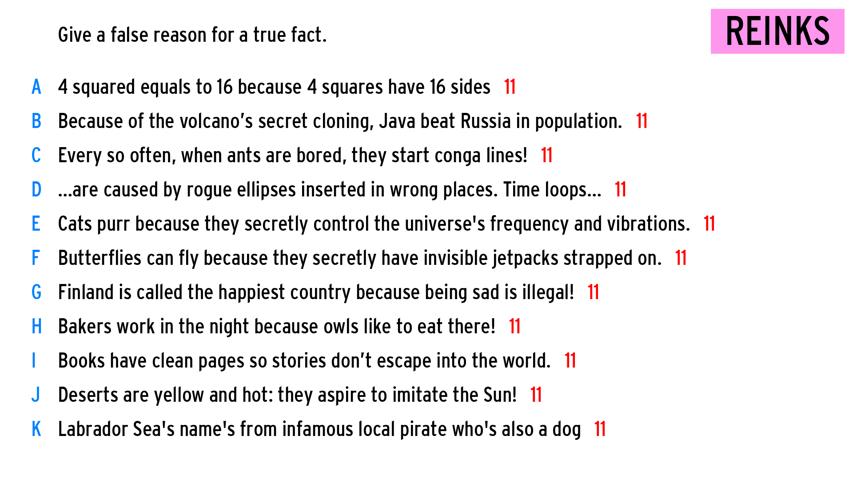 Give a false reason for a true fact.
REINKS
A 4 squared equals to 16 because 4 squares have 16 sides 11
B Because of the volcano’s secret cloning, Java beat Russia in population. 11
C Every so often, when ants are bored, they start conga lines! 11
D ...are caused by rogue ellipses inserted in wrong places. Time loops... 11
E Cats purr because they secretly control the universe's frequency and vibrations. 11
F Butterflies can fly because they secretly have invisible jetpacks strapped on. 11
G Finland is called the happiest country because being sad is illegal! 11
H Bakers work in the night because owls like to eat there! 11
I Books have clean pages so stories don’t escape into the world. 11
J Deserts are yellow and hot: they aspire to imitate the Sun! 11
K Labrador Sea's name's from infamous local pirate who's also a dog 11